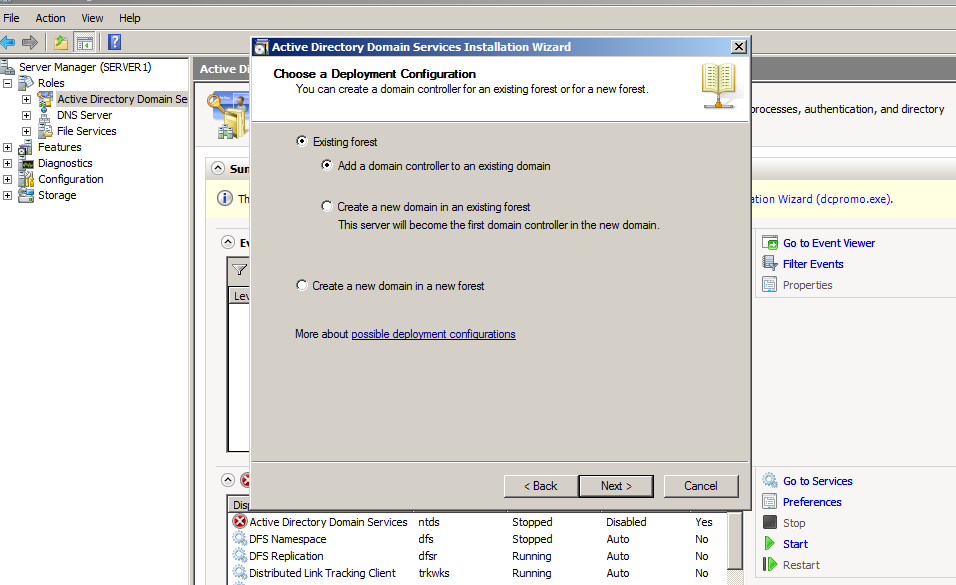 File Action View Help
Server Manager (SERVER1)
Roles
Active Directory Domain Se
DNS Server
File Services
Features
Diagnostics
Configuration
Storage
Active Di
Active Directory Domain Services Installation Wizard
Choose a Deployment Configuration
You can create a domain controller for an existing forest or for a new forest.
Existing forest
Add a domain controller to an existing domain
Create a new domain in an existing forest
This server will become the first domain controller in the new domain.
Create a new domain in a new forest
More about possible deployment configurations
< Back Next > Cancel
processes, authentication, and directory
Sum
Th
ation Wizard (dcpromo.exe).
Ev
Lev
Go to Event Viewer
Filter Events
Properties
Disp
Active Directory Domain Services ntds Stopped Disabled Yes
DFS Namespace dfs Stopped Auto No
DFS Replication dfsr Running Auto No
Distributed Link Tracking Client trkwks Running Auto No
Go to Services
Preferences
Stop
Start
Restart